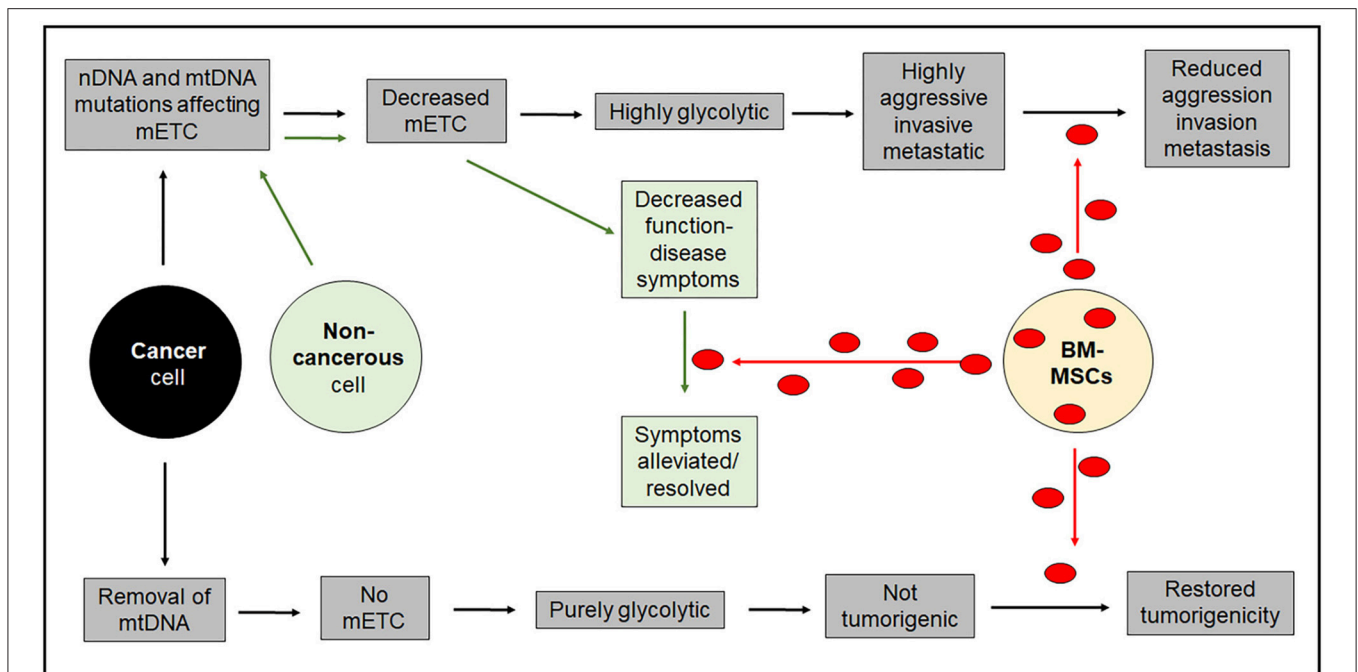 nDNA and mtDNA
mutations affecting
mETC
Decreased
mETC
Highly glycolytic
Highly
aggressive
invasive
metastatic
Reduced
aggression
invasion
metastasis
Decreased
function-
disease
symptoms
Cancer
cell
Non-
cancerous
cell
BM-
MSCs
Symptoms
alleviated/
resolved
Removal of
mtDNA
No
mETC
Purely glycolytic
Not
tumorigenic
Restored
tumorigenicity